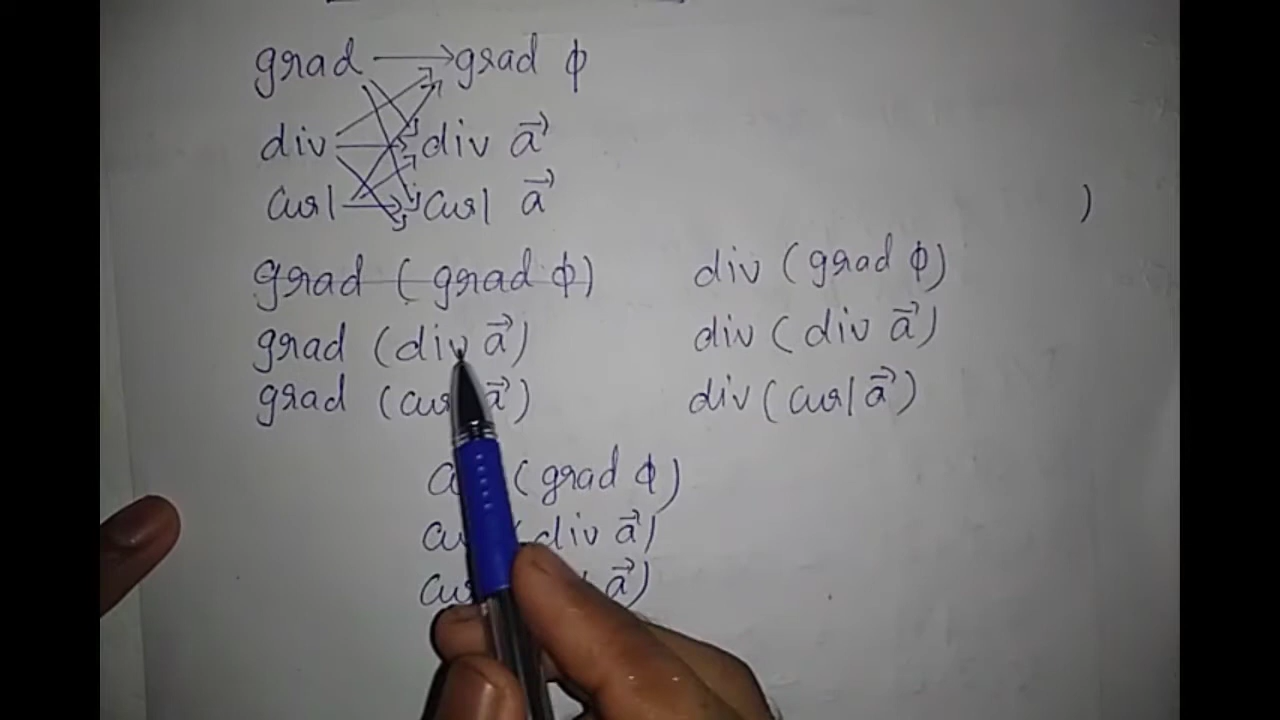 grad → grad ϕ
div → div a⃗
curl → curl a⃗
)
grad (grad ϕ)
grad (div a⃗)
grad (cur a⃗)
div (grad ϕ)
div (div a⃗)
div (curl a⃗)
(grad ϕ)
(div a⃗)
a⃗)